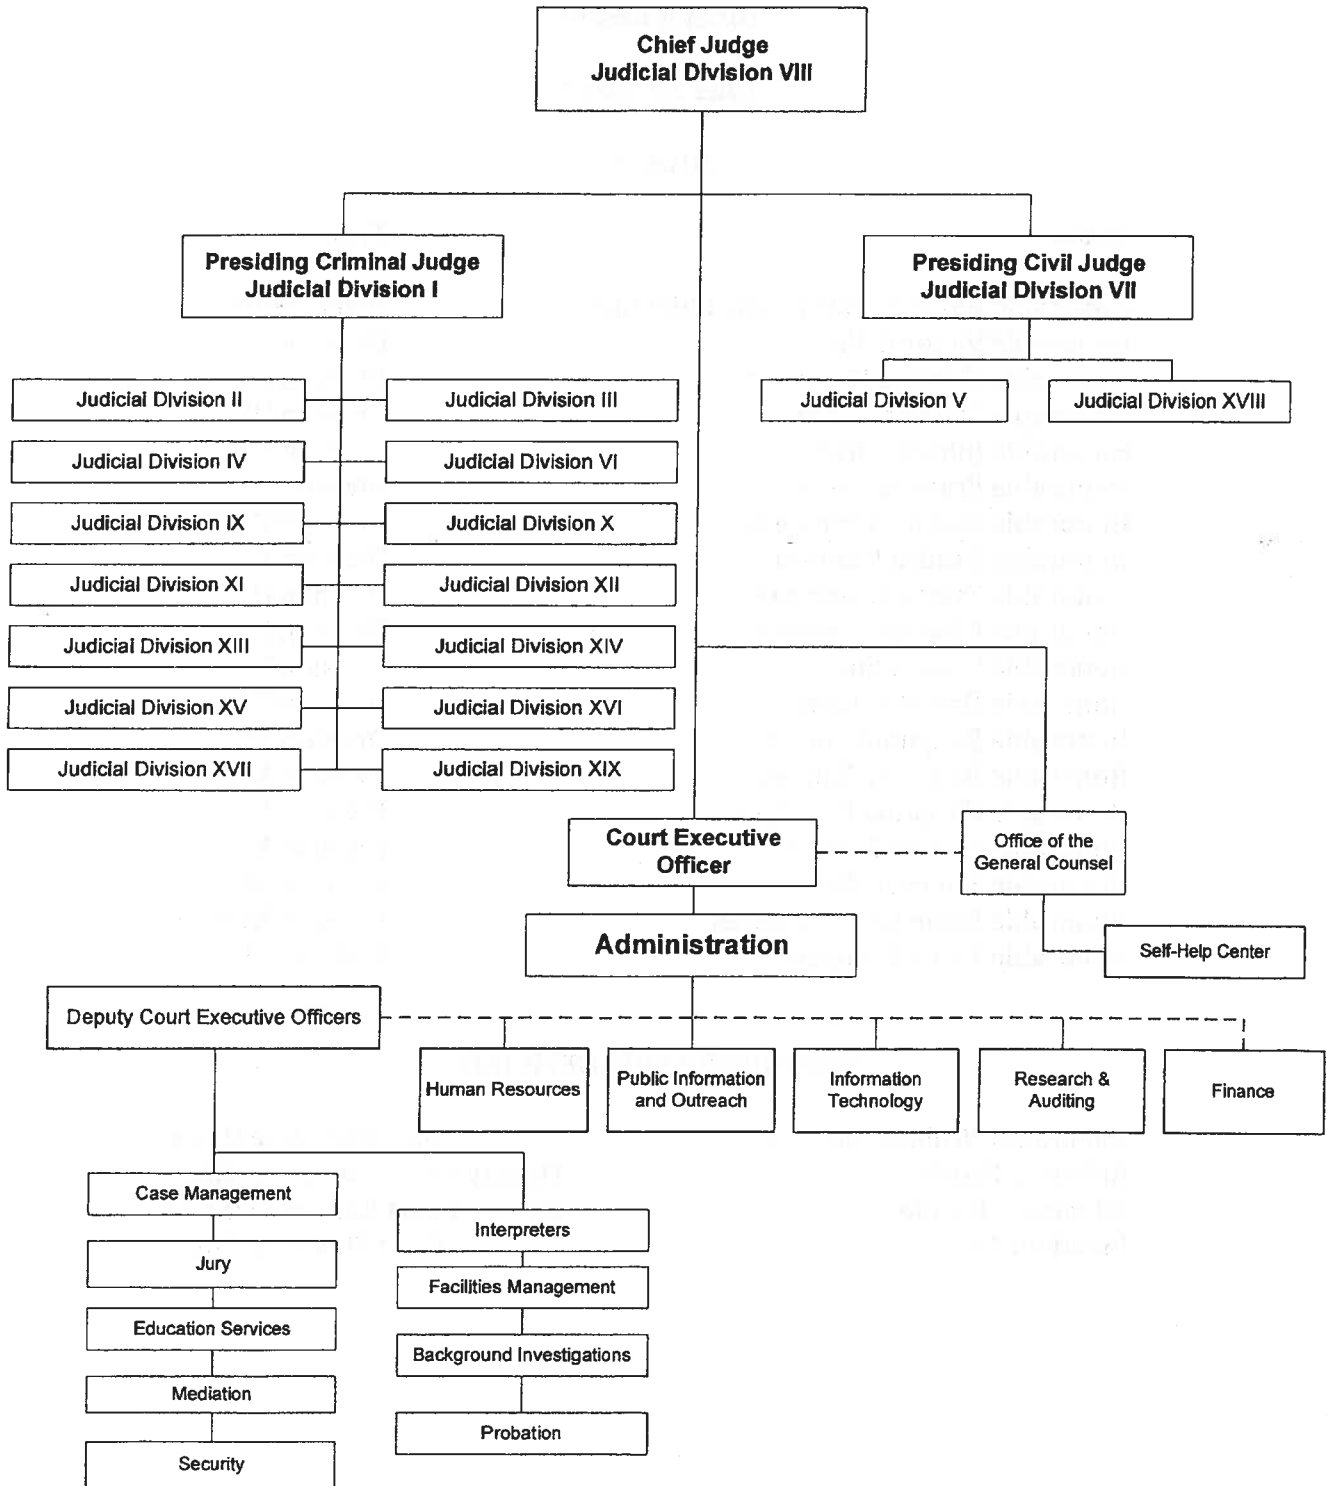 Chief Judge
Judicial Division VIII
Presiding Criminal Judge
Judicial Division I
Presiding Civil Judge
Judicial Division VII
Judicial Division II
Judicial Division III
Judicial Division V
Judicial Division XVIII
Judicial Division IV
Judicial Division VI
Judicial Division IX
Judicial Division X
Judicial Division XI
Judicial Division XII
Judicial Division XIII
Judicial Division XIV
Judicial Division XV
Judicial Division XVI
Judicial Division XVII
Judicial Division XIX
Court Executive
Officer
Office of the
General Counsel
Administration
Self-Help Center
Deputy Court Executive Officers
Human Resources
Public Information
and Outreach
Information
Technology
Research &
Auditing
Finance
Case Management
Jury
Education Services
Mediation
Security
Interpreters
Facilities Management
Background Investigations
Probation